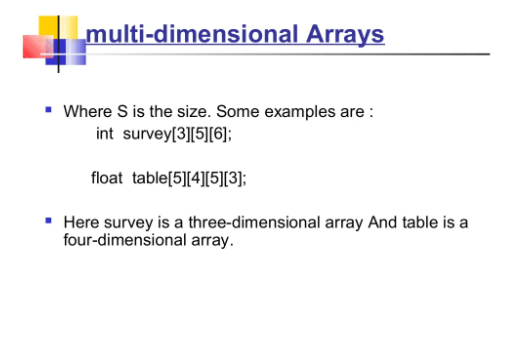 multi-dimensional Arrays
Where S is the size. Some examples are :
int survey[3][5][6];
float table[5][4][5][3];
Here survey is a three-dimensional array And table is a
four-dimensional array.